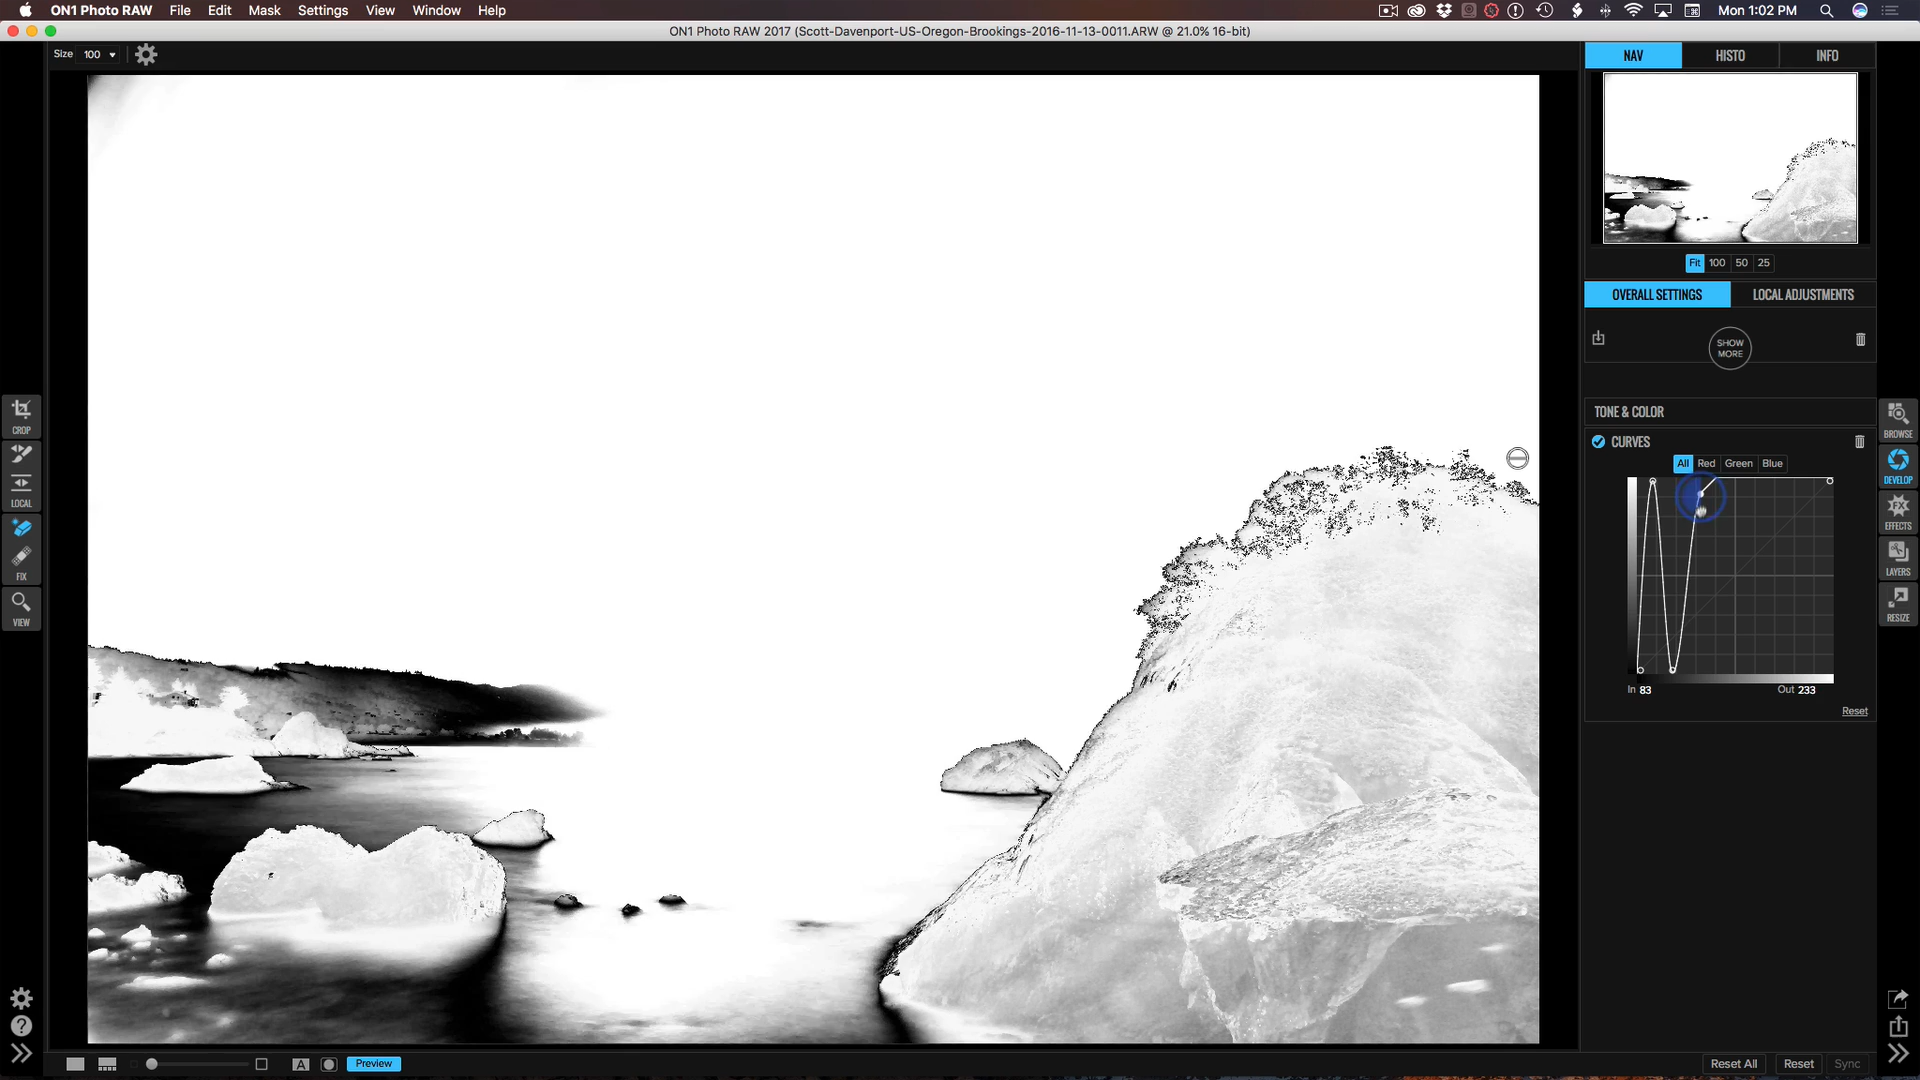 ON1 Photo RAW File Edit Mask Settings View Window Help Mon 1:02 PM
ON1 Photo RAW 2017 (Scott-Davenport-US-Oregon-Brookings-2016-11-13-0011.ARW @ 21.0% 16-bit)
Size 100
NAV HISTO INFO
Fit 100 50 25
OVERALL SETTINGS LOCAL ADJUSTMENTS
SHOW
MORE
TONE & COLOR
CURVES
All Red Green Blue
In 83 Out 233
Reset
CROP
LOCAL
FIX
VIEW
BROWSE
DEVELOP
FX
EFFECTS
LAYERS
RESIZE
A Preview
Reset All Reset Sync